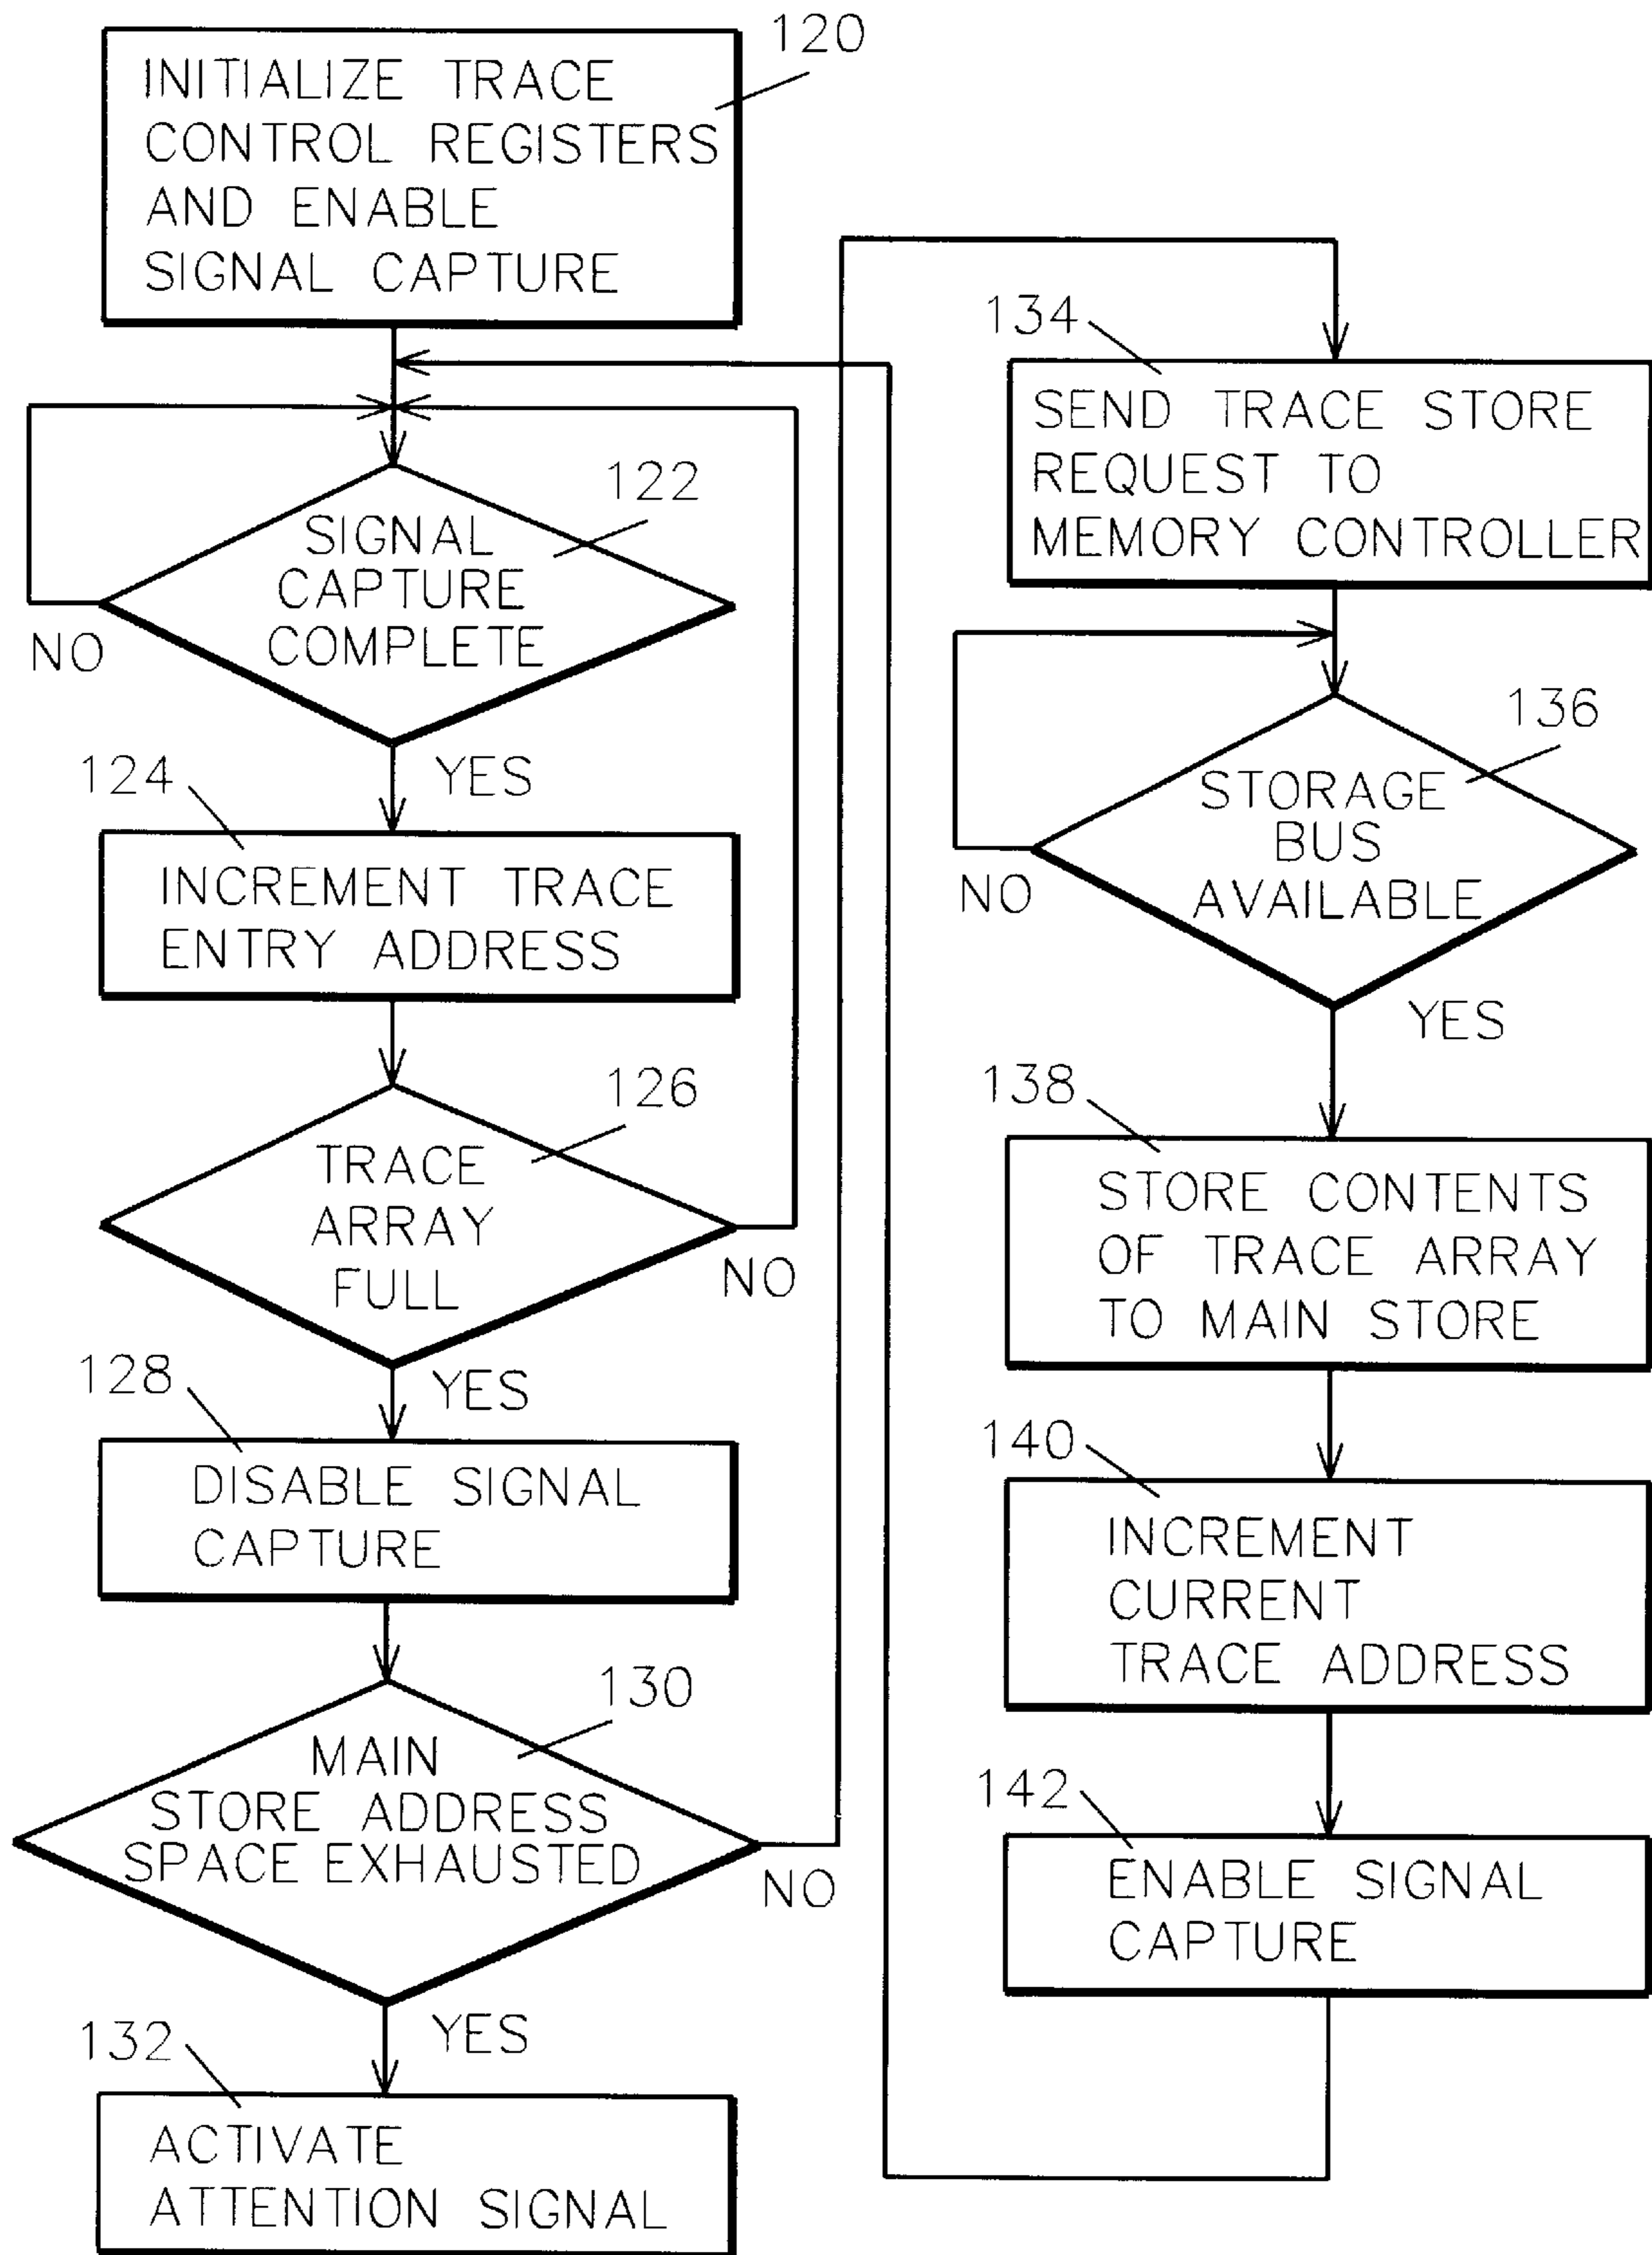 120
INITIALIZE TRACE
CONTROL REGISTERS
AND ENABLE
SIGNAL CAPTURE
122
SIGNAL
CAPTURE
COMPLETE
NO
YES
124
INCREMENT TRACE
ENTRY ADDRESS
126
TRACE
ARRAY
FULL
NO
YES
128
DISABLE SIGNAL
CAPTURE
130
MAIN
STORE ADDRESS
SPACE EXHAUSTED
NO
YES
132
ACTIVATE
ATTENTION SIGNAL
134
SEND TRACE STORE
REQUEST TO
MEMORY CONTROLLER
136
STORAGE
BUS
AVAILABLE
NO
YES
138
STORE CONTENTS
OF TRACE ARRAY
TO MAIN STORE
140
INCREMENT
CURRENT
TRACE ADDRESS
142
ENABLE SIGNAL
CAPTURE